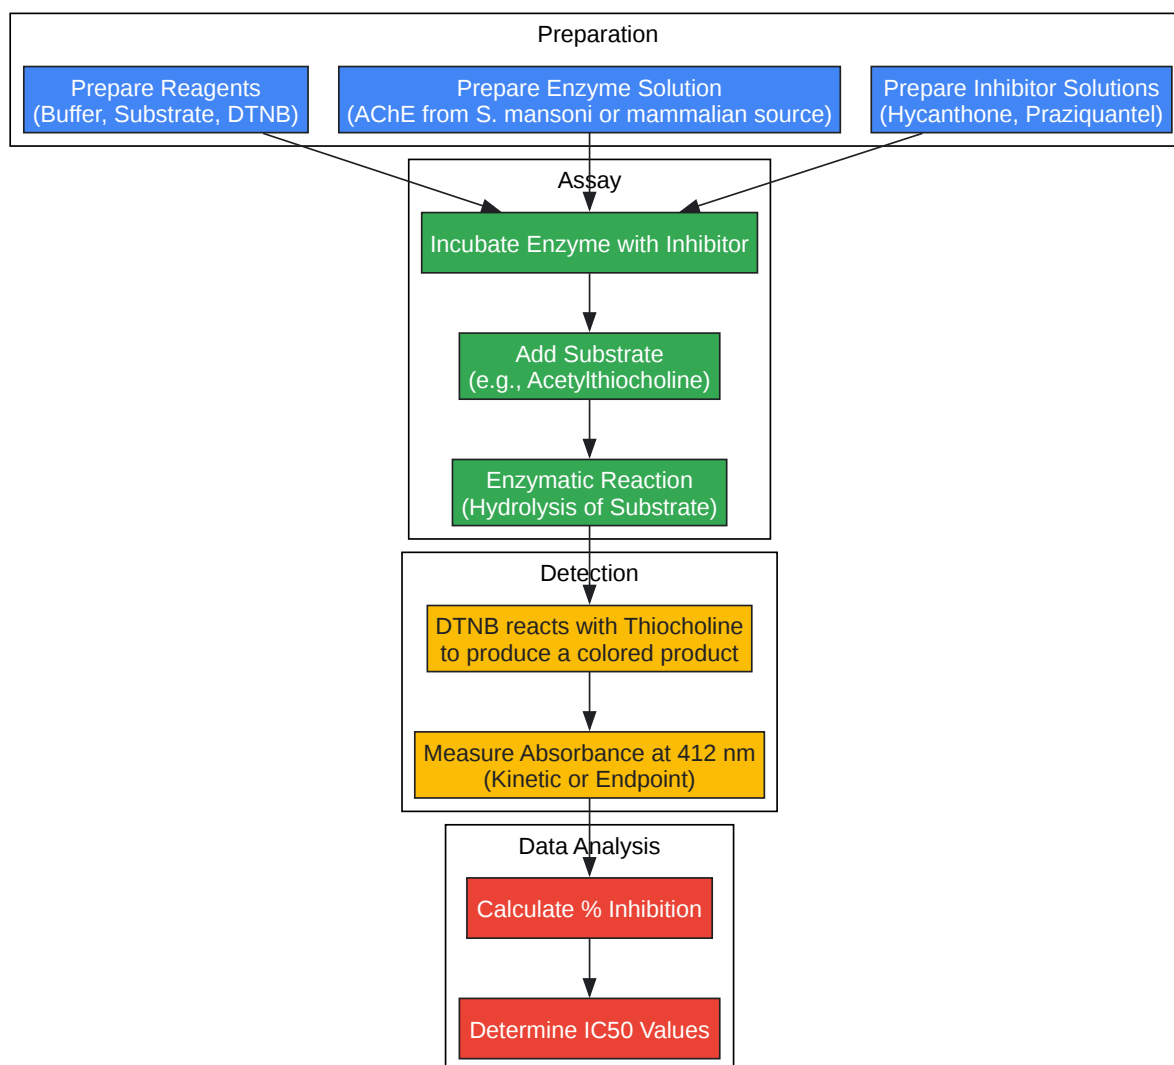 Preparation
Prepare Reagents
(Buffer, Substrate, DTNB)
Prepare Enzyme Solution
(AChE from S. mansoni or mammalian source)
Prepare Inhibitor Solutions
(Hycanthone, Praziquantel)
Assay
Incubate Enzyme with Inhibitor
Add Substrate
(e.g., Acetylthiocholine)
Enzymatic Reaction
(Hydrolysis of Substrate)
Detection
DTNB reacts with Thiocholine
to produce a colored product
Measure Absorbance at 412 nm
(Kinetic or Endpoint)
Data Analysis
Calculate % Inhibition
Determine IC50 Values